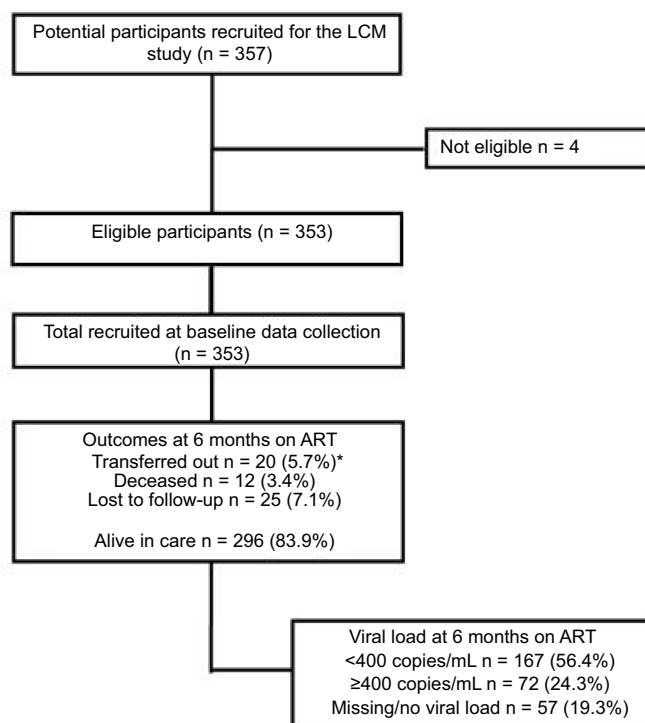 Potential participants recruited for the LCM
study (n = 357)
Not eligible n = 4
Eligible participants (n = 353)
Total recruited at baseline data collection
(n = 353)
Outcomes at 6 months on ART
Transferred out n = 20 (5.7%)*
Deceased n = 12 (3.4%)
Lost to follow-up n = 25 (7.1%)
Alive in care n = 296 (83.9%)
Viral load at 6 months on ART
<400 copies/mL n = 167 (56.4%)
≥400 copies/mL n = 72 (24.3%)
Missing/no viral load n = 57 (19.3%)